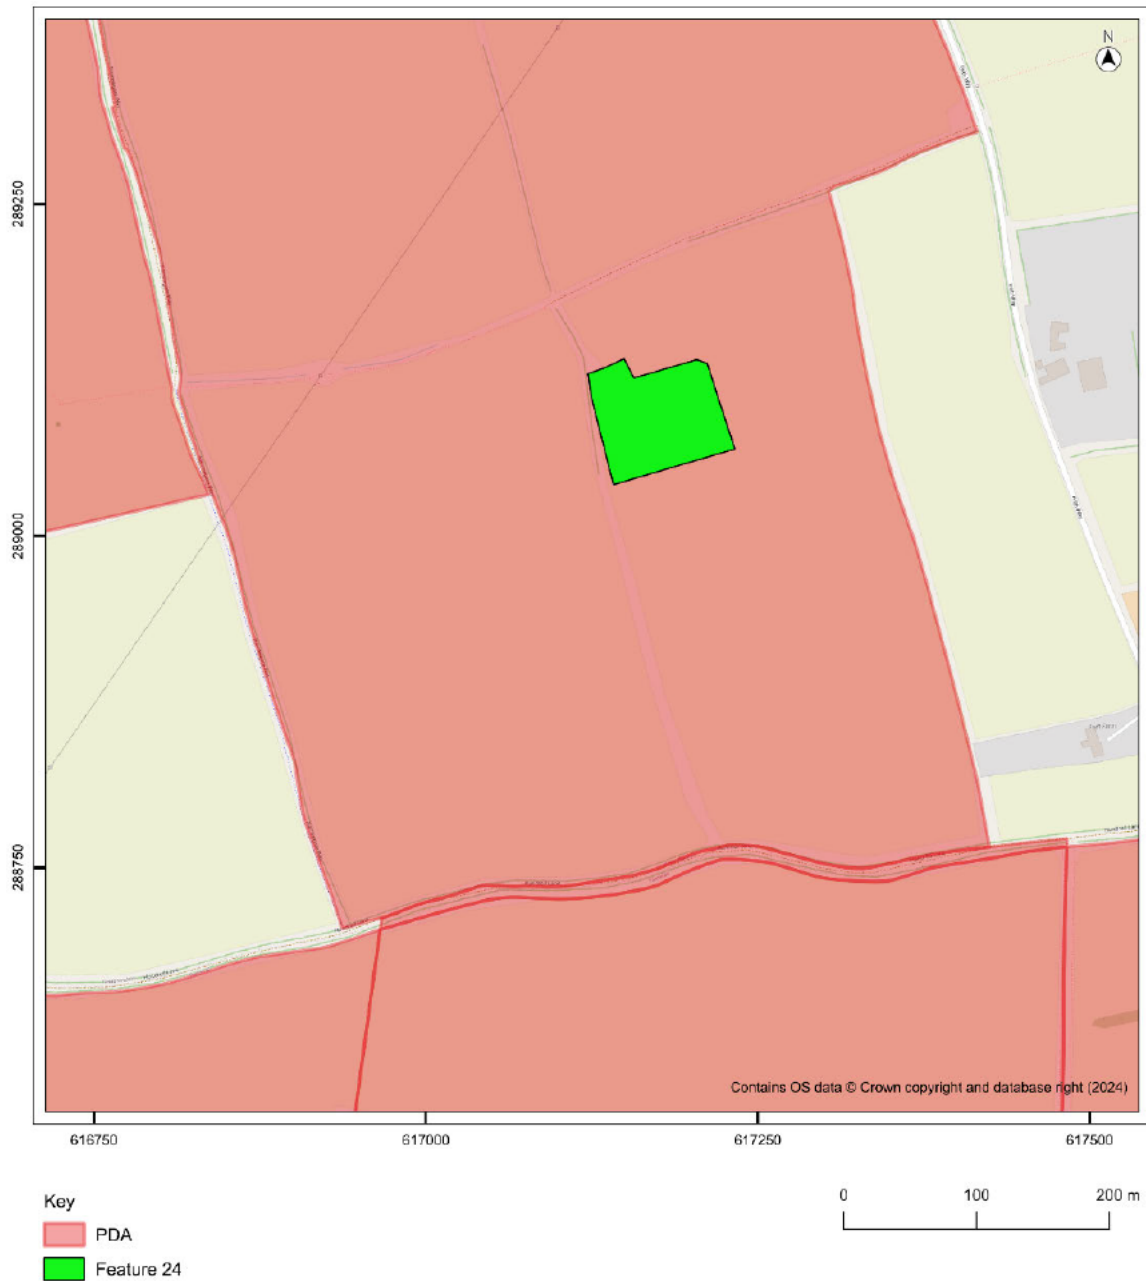 N
289250
289000
288750
Contains OS data © Crown copyright and database right (2024)
616750
617000
617250
617500
Key
0 100 200 m
PDA
Feature 24